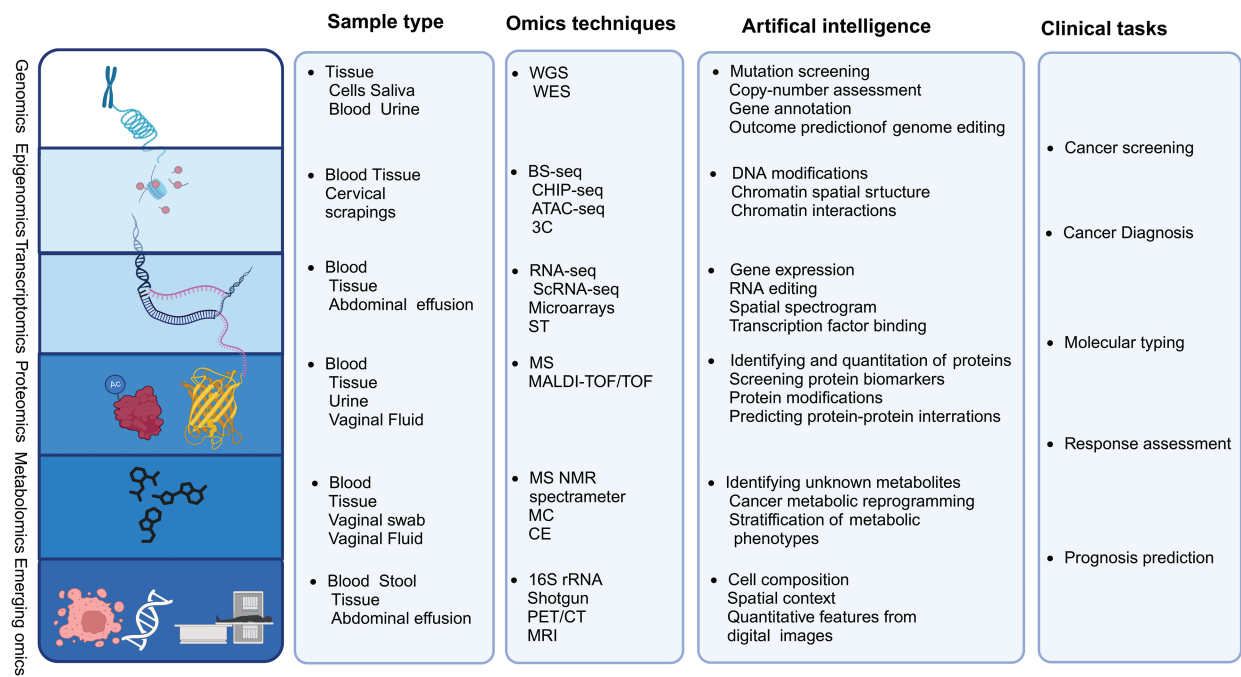 Sample type
Omics techniques
Artifical intelligence
Clinical tasks
Genomics
Epigenomics
Transcriptomics
Proteomics
Metabolomics
Emerging omics
AC
• Tissue
Cells Saliva
Blood Urine
• Blood Tissue
Cervical
scrapings
• Blood
Tissue
Abdominal effusion
• Blood
Tissue
Urine
Vaginal Fluid
• Blood
Tissue
Vaginal swab
Vaginal Fluid
• Blood Stool
Tissue
Abdominal effusion
• WGS
WES
• BS-seq
CHIP-seq
ATAC-seq
3C
• RNA-seq
ScRNA-seq
Microarrays
ST
• MS
MALDI-TOF/TOF
• MS NMR
spectrameter
MC
CE
• 16S rRNA
Shotgun
PET/CT
MRI
• Mutation screening
Copy-number assessment
Gene annotation
Outcome predictionof genome editing
• DNA modifications
Chromatin spatial srtucture
Chromatin interactions
• Gene expression
RNA editing
Spatial spectrogram
Transcription factor binding
• Identifying and quantitation of proteins
Screening protein biomarkers
Protein modifications
Predicting protein-protein interrations
• Identifying unknown metabolites
Cancer metabolic reprogramming
Stratiffication of metabolic
phenotypes
• Cell composition
Spatial context
Quantitative features from
digital images
• Cancer screening
• Cancer Diagnosis
• Molecular typing
• Response assessment
• Prognosis prediction